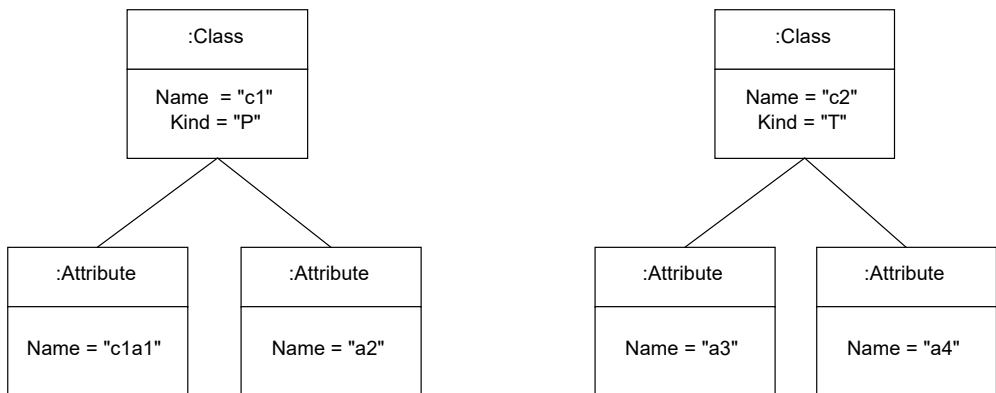 :Class
Name  = "c1"
Kind = "P"
:Class
Name = "c2"
Kind = "T"
:Attribute
Name = "c1a1"
:Attribute
Name = "a2"
:Attribute
Name = "a3"
:Attribute
Name = "a4"